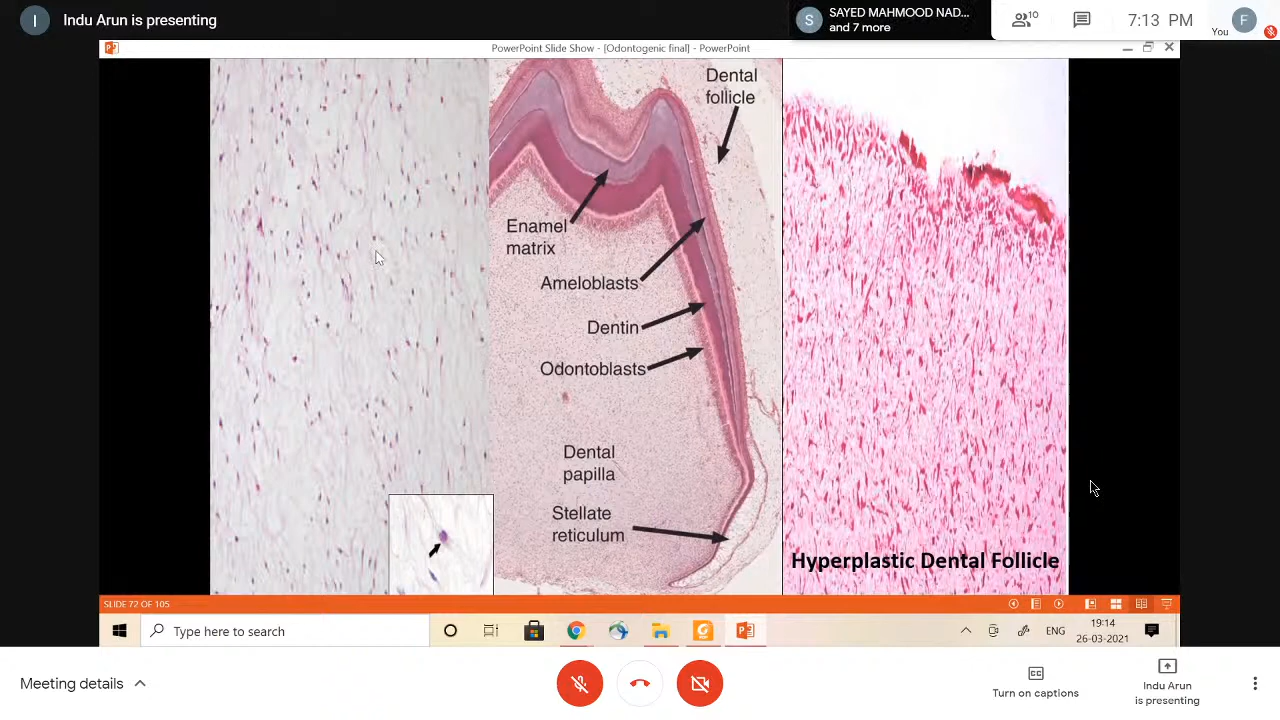 I
Indu Arun is presenting
S
SAYED MAHMOOD NAD...
and 7 more
10
7:13 PM
F
You
PowerPoint Slide Show - [Odontogenic final] - PowerPoint
Dental
follicle
Enamel
matrix
Ameloblasts
Dentin
Odontoblasts
Dental
papilla
Stellate
reticulum
Hyperplastic Dental Follicle
SLIDE 72 OF 105
Type here to search
ENG
19:14
26-03-2021
Meeting details
Turn on captions
Indu Arun
is presenting